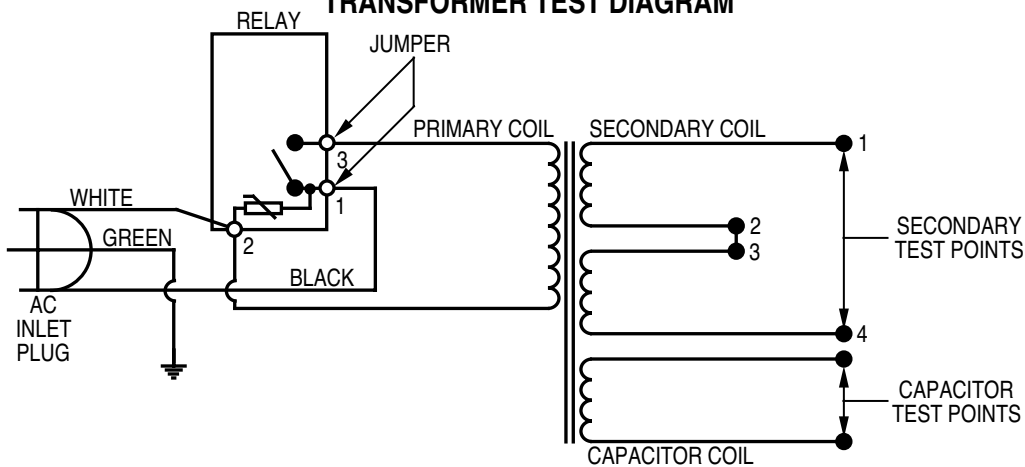 TRANSFORMER TEST DIAGRAM
RELAY
JUMPER
PRIMARY COIL
SECONDARY COIL
1
3
1
WHITE
2
GREEN
2
3
SECONDARY
TEST POINTS
BLACK
AC
INLET
PLUG
4
CAPACITOR
TEST POINTS
CAPACITOR COIL